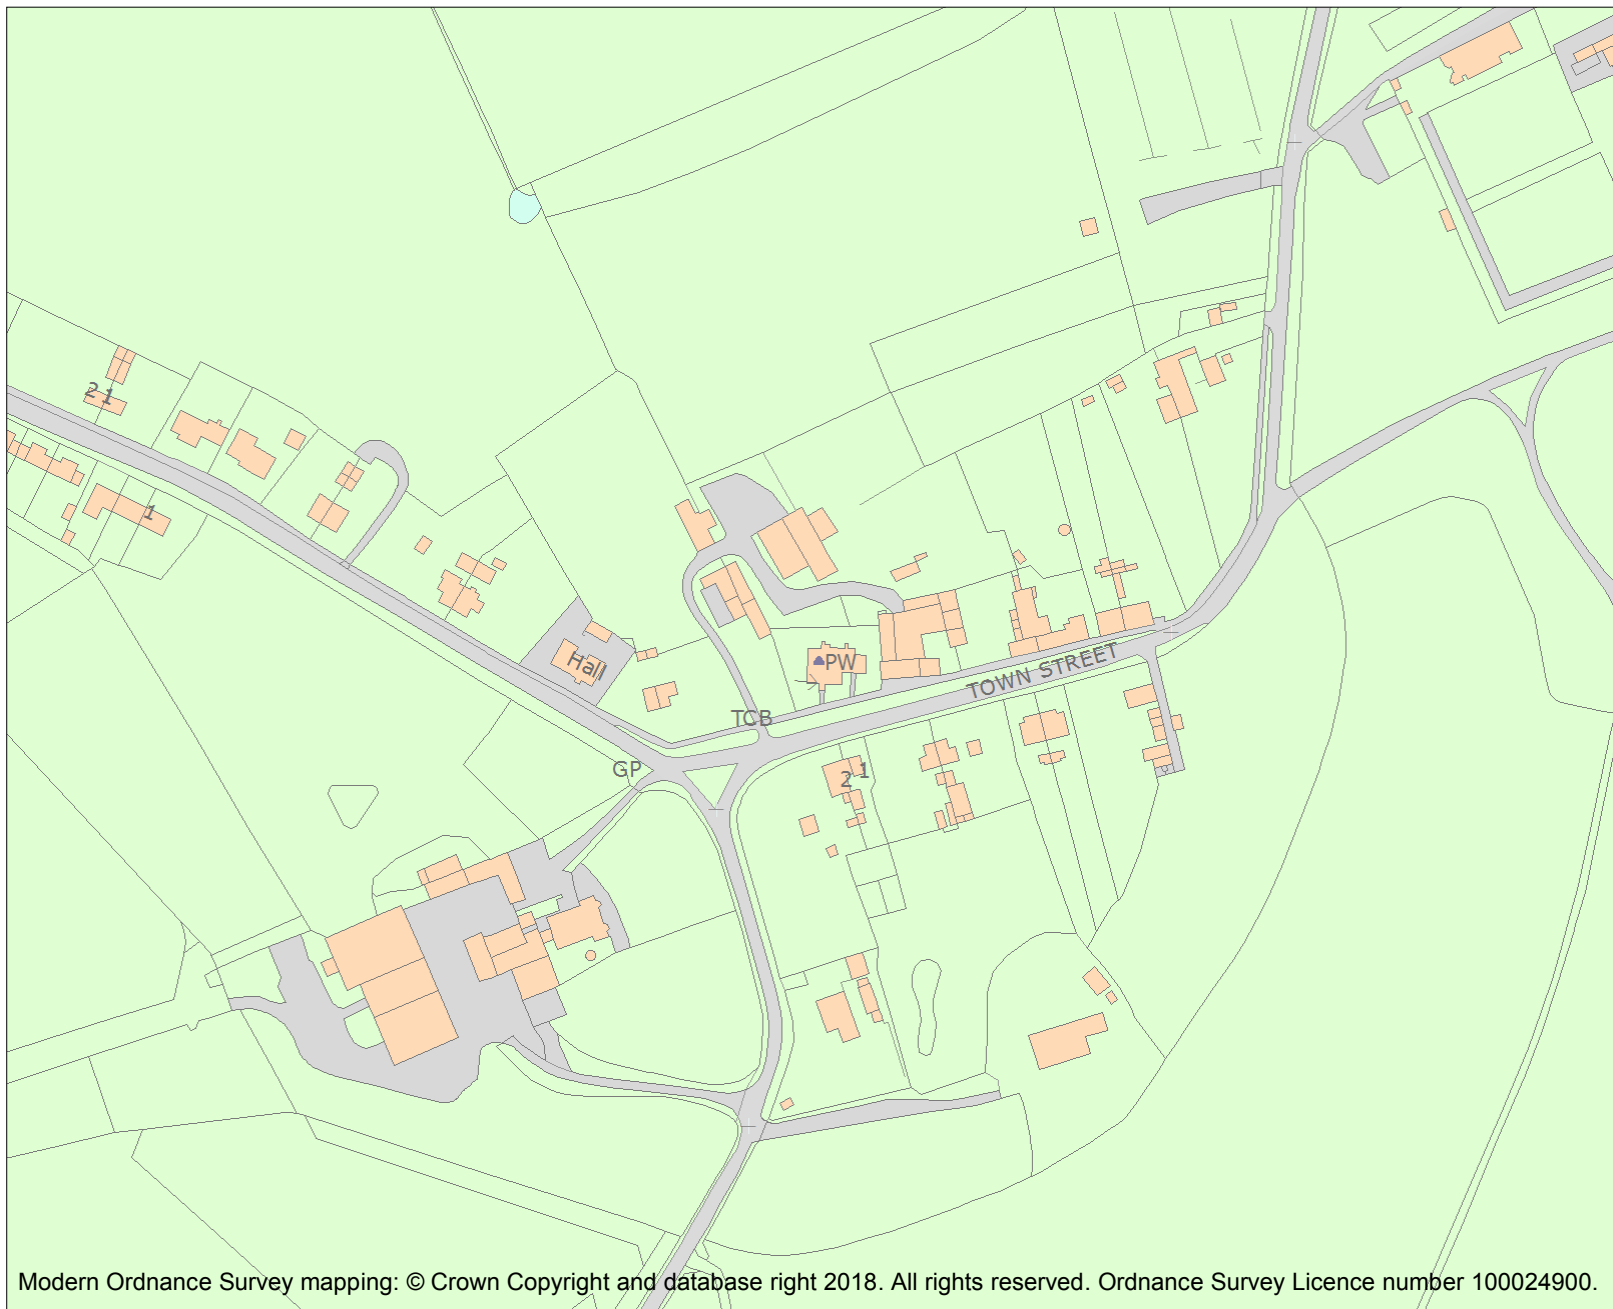 2 1
1
Hall
PW
TOWN STREET
TCB
GP
2 1
Modern Ordnance Survey mapping: © Crown Copyright and database right 2018. All rights reserved. Ordnance Survey Licence number 100024900.